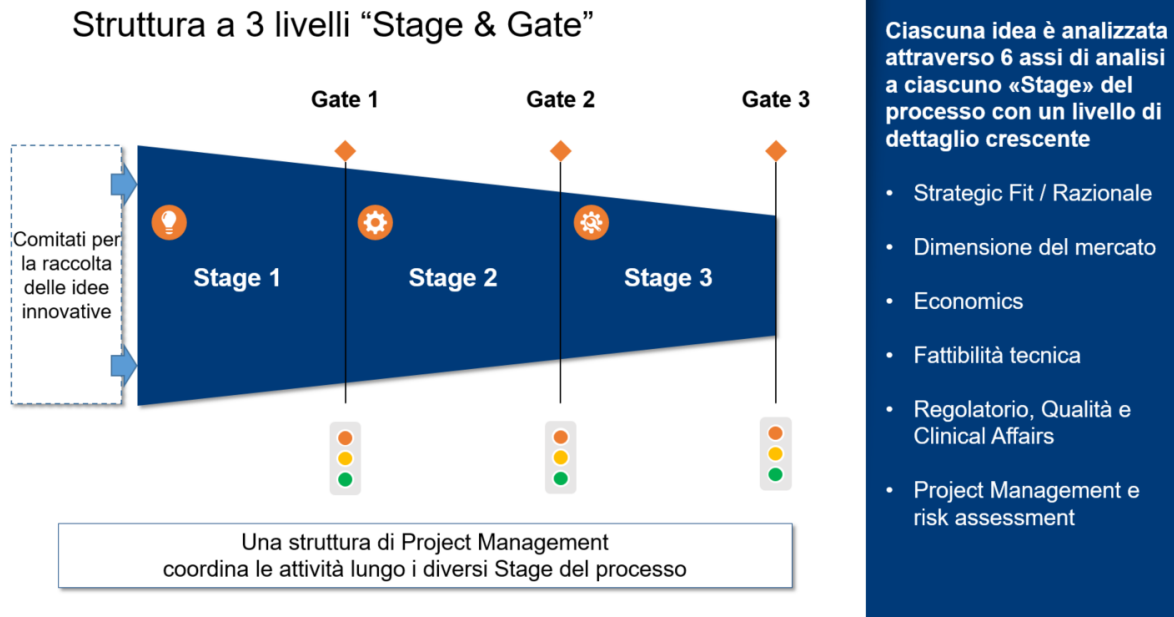 Struttura a 3 livelli “Stage & Gate”
Gate 1
Gate 2
Gate 3
Comitati per
la raccolta
delle idee
innovative
Stage 1
Stage 2
Stage 3
Una struttura di Project Management
coordina le attività lungo i diversi Stage del processo
Ciascuna idea è analizzata
attraverso 6 assi di analisi
a ciascuno «Stage» del
processo con un livello di
dettaglio crescente
• Strategic Fit / Razionale
• Dimensione del mercato
• Economics
• Fattibilità tecnica
• Regolatorio, Qualità e
Clinical Affairs
• Project Management e
risk assessment